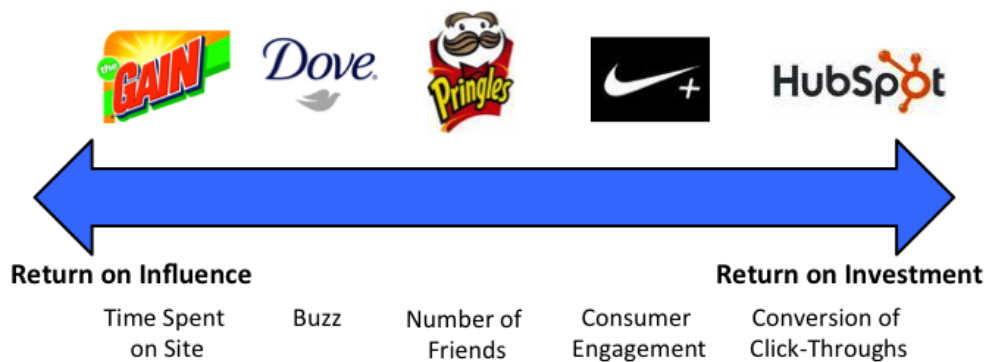 the
GAIN
Dove
Pringles
+
HubSpot
Return on Influence
Return on Investment
Time Spent
on Site
Buzz
Number of
Friends
Consumer
Engagement
Conversion of
Click-Throughs